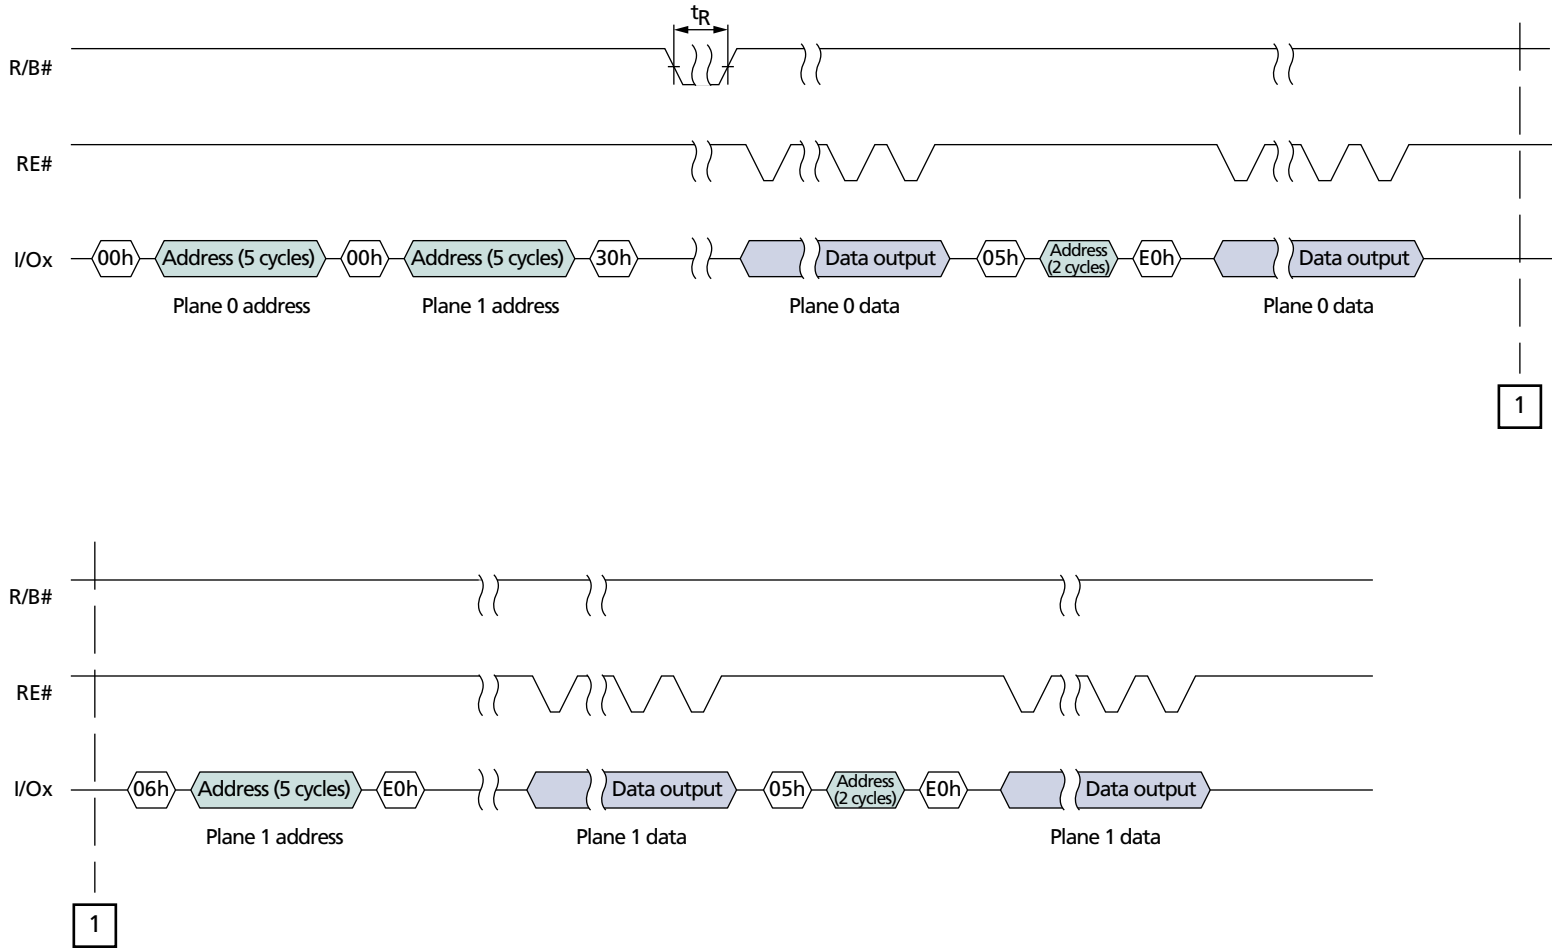 tR
R/B#
RE#
I/Ox 00h Address (5 cycles) 00h Address (5 cycles) 30h Data output 05h Address (2 cycles) E0h Data output
Plane 0 address Plane 1 address Plane 0 data Plane 0 data
1
R/B#
RE#
I/Ox 06h Address (5 cycles) E0h Data output 05h Address (2 cycles) E0h Data output
Plane 1 address Plane 1 data Plane 1 data
1